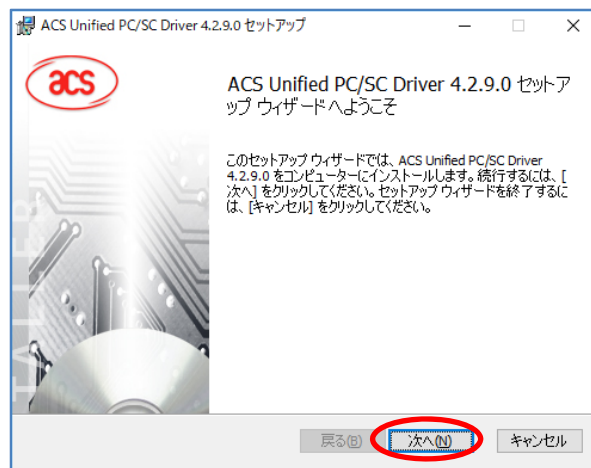 ACS Unified PC/SC Driver 4.2.9.0 セットアップ
acs
ACS Unified PC/SC Driver 4.2.9.0 セットア
ップ ウィザードへようこそ
このセットアップ ウィザードでは、ACS Unified PC/SC Driver
4.2.9.0 をコンピューターにインストールします。続行するには、[
次へ] をクリックしてください。セットアップ ウィザードを終了するに
は、[キャンセル] をクリックしてください。
TALLER
戻る(B) 次へ(N) キャンセル